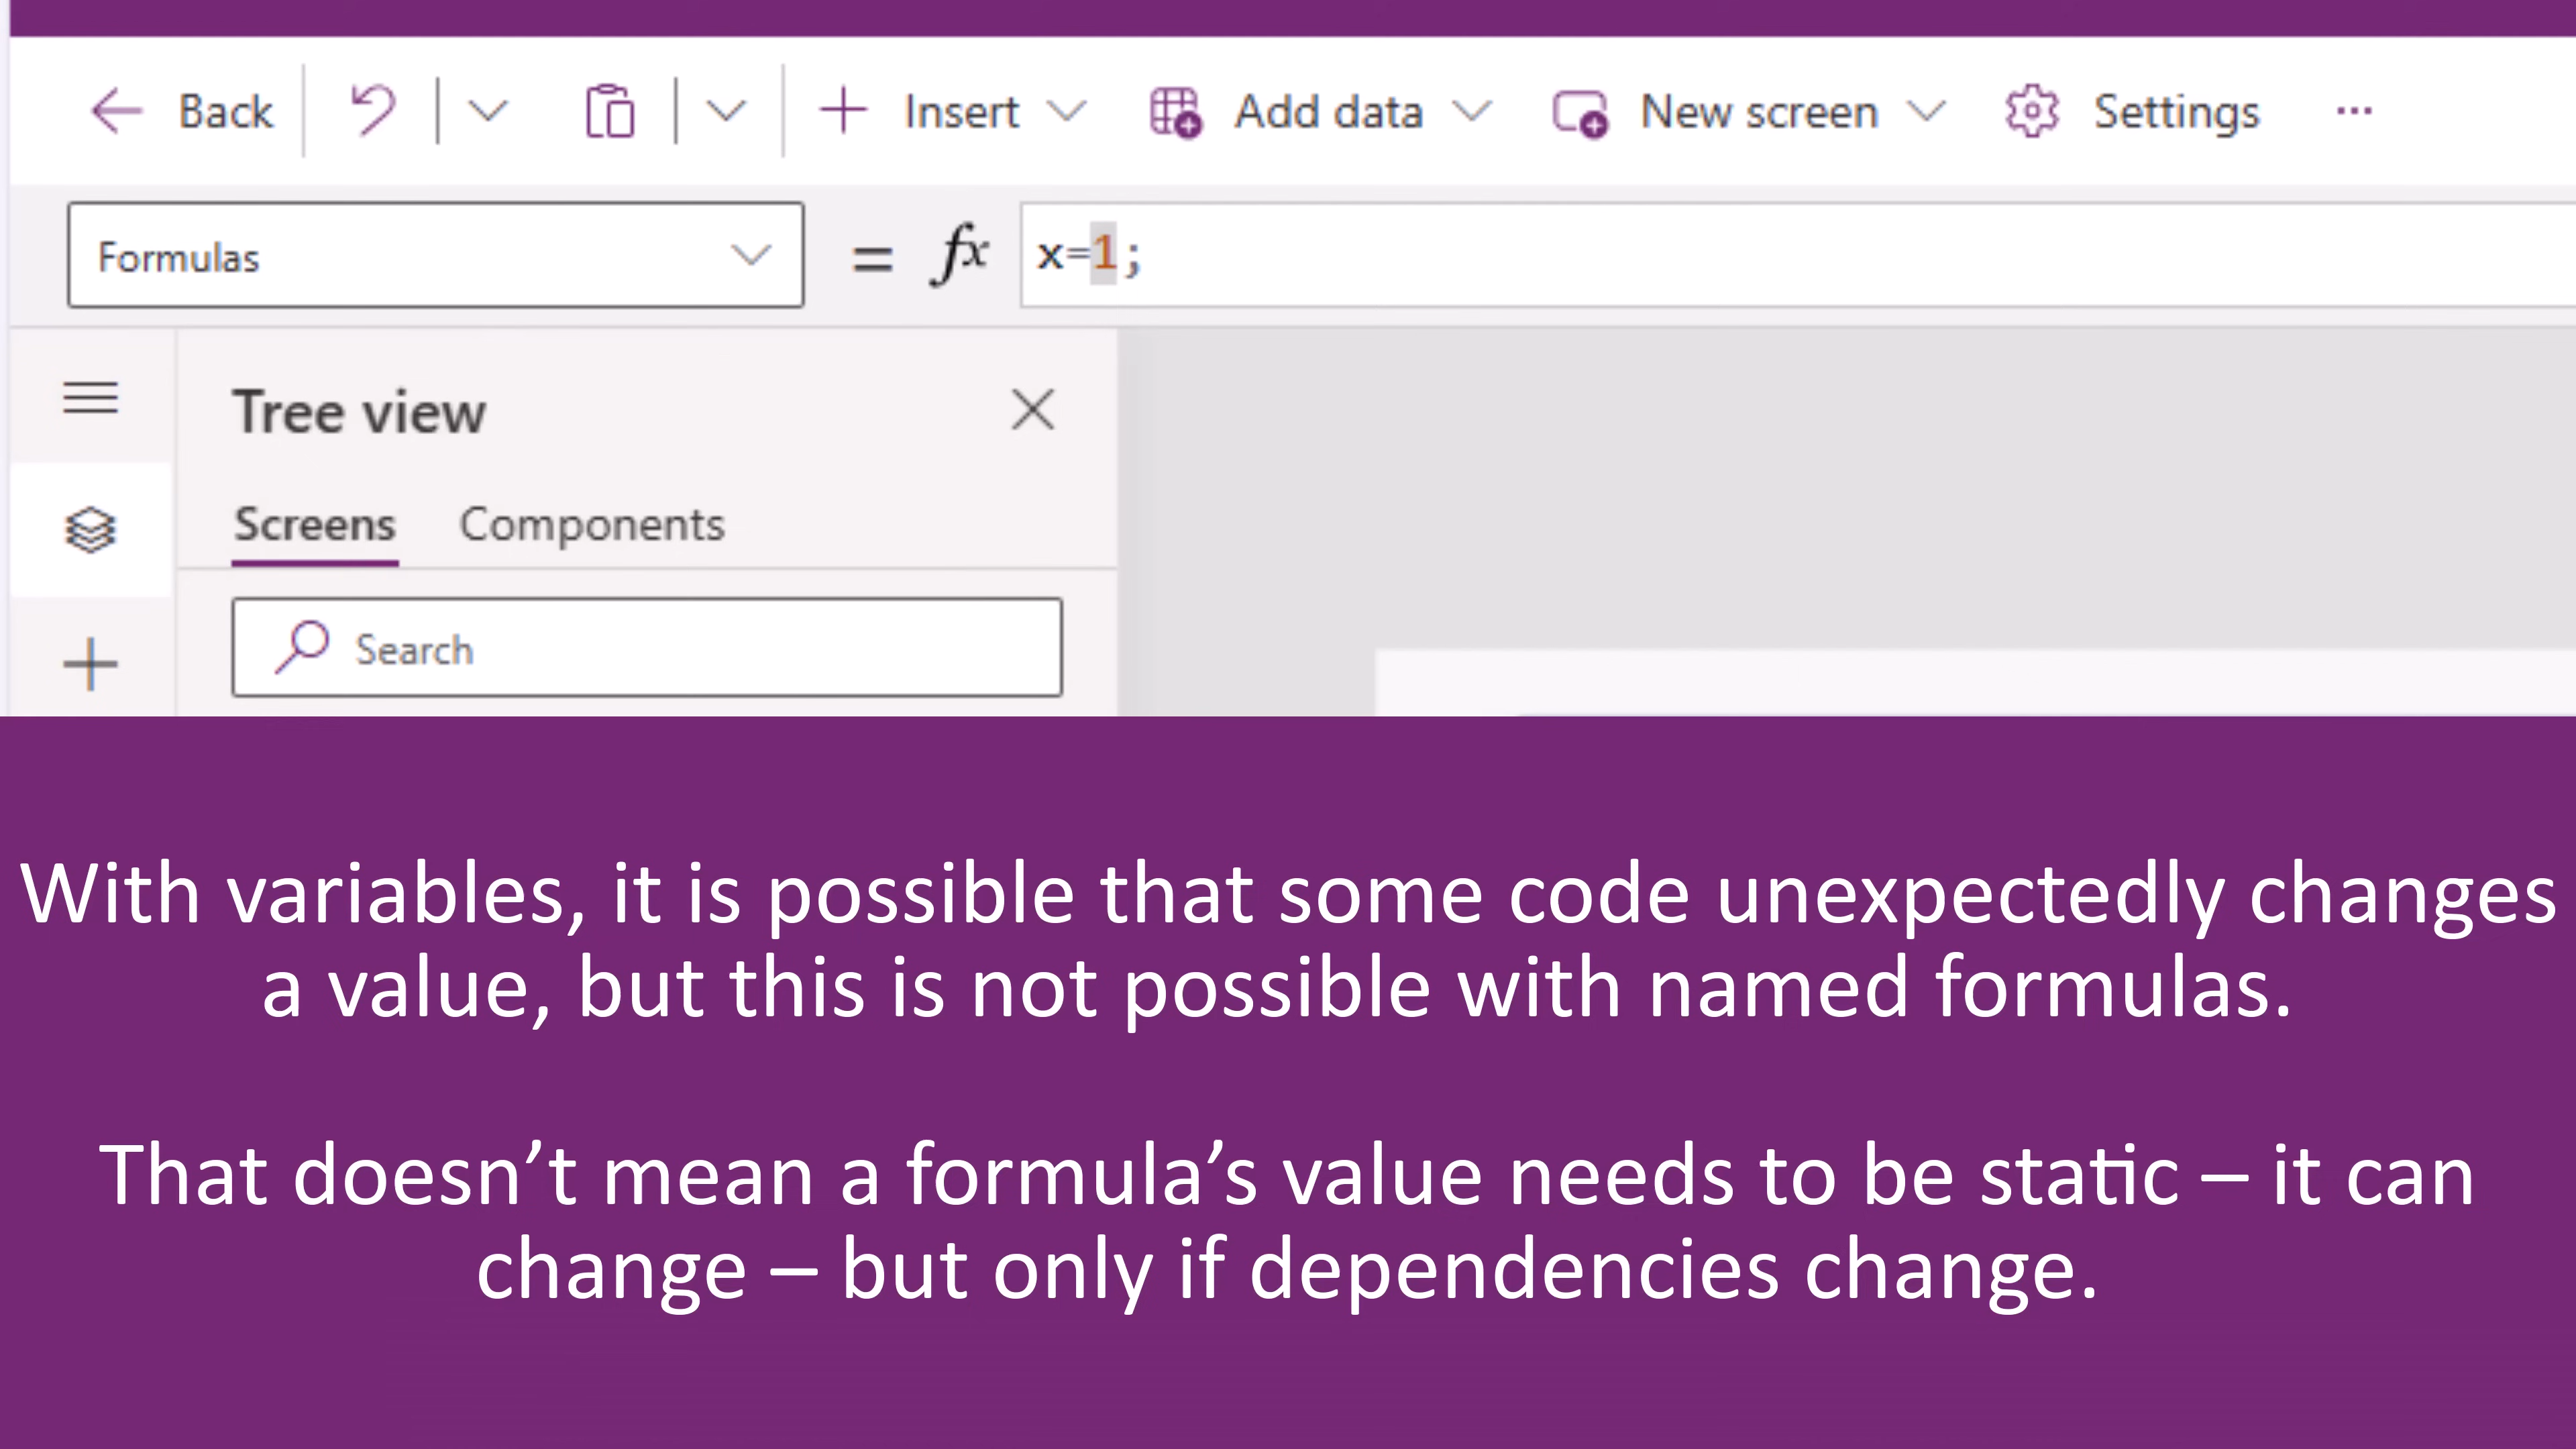 Back Insert Add data New screen Settings ...
Formulas = fx x=1;
Tree view
Screens Components
Search
With variables, it is possible that some code unexpectedly changes
a value, but this is not possible with named formulas.
That doesn’t mean a formula’s value needs to be static – it can
change – but only if dependencies change.